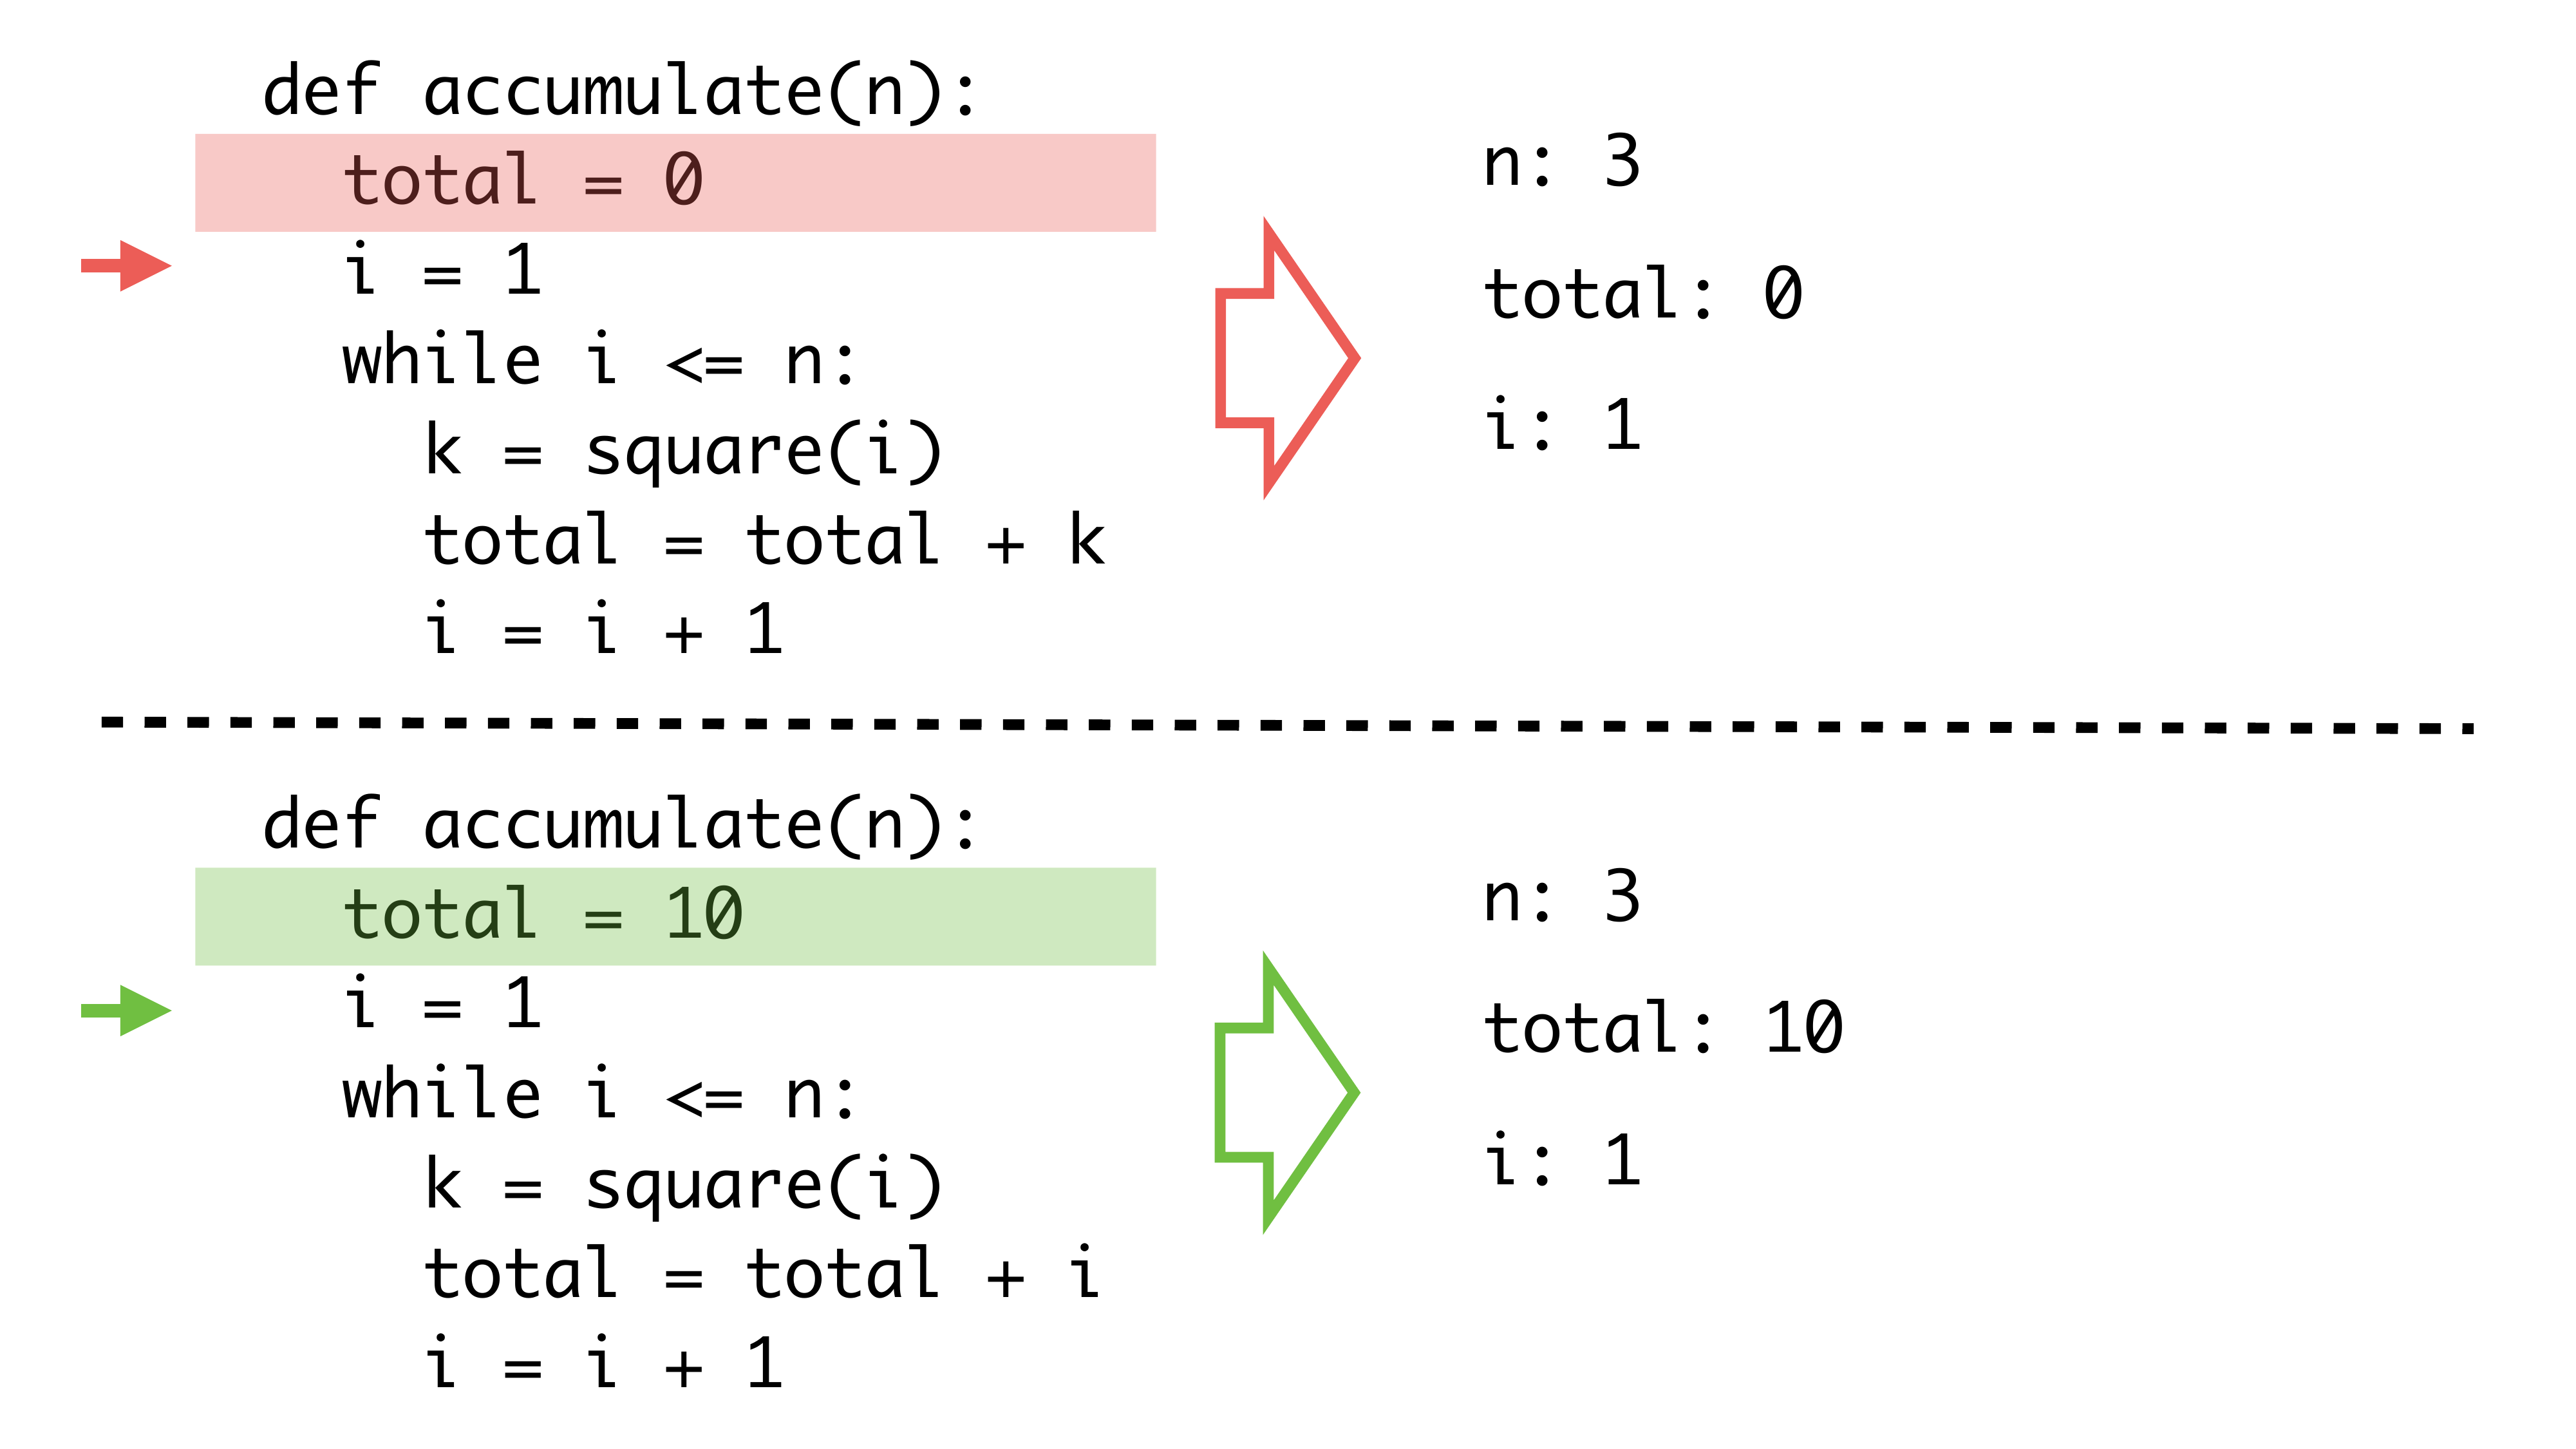 def accumulate(n):
total = 0
i = 1
while i <= n:
k = square(i)
total = total + k
i = i + 1
n: 3
total: 0
i: 1
def accumulate(n):
total = 10
i = 1
while i <= n:
k = square(i)
total = total + i
i = i + 1
n: 3
total: 10
i: 1